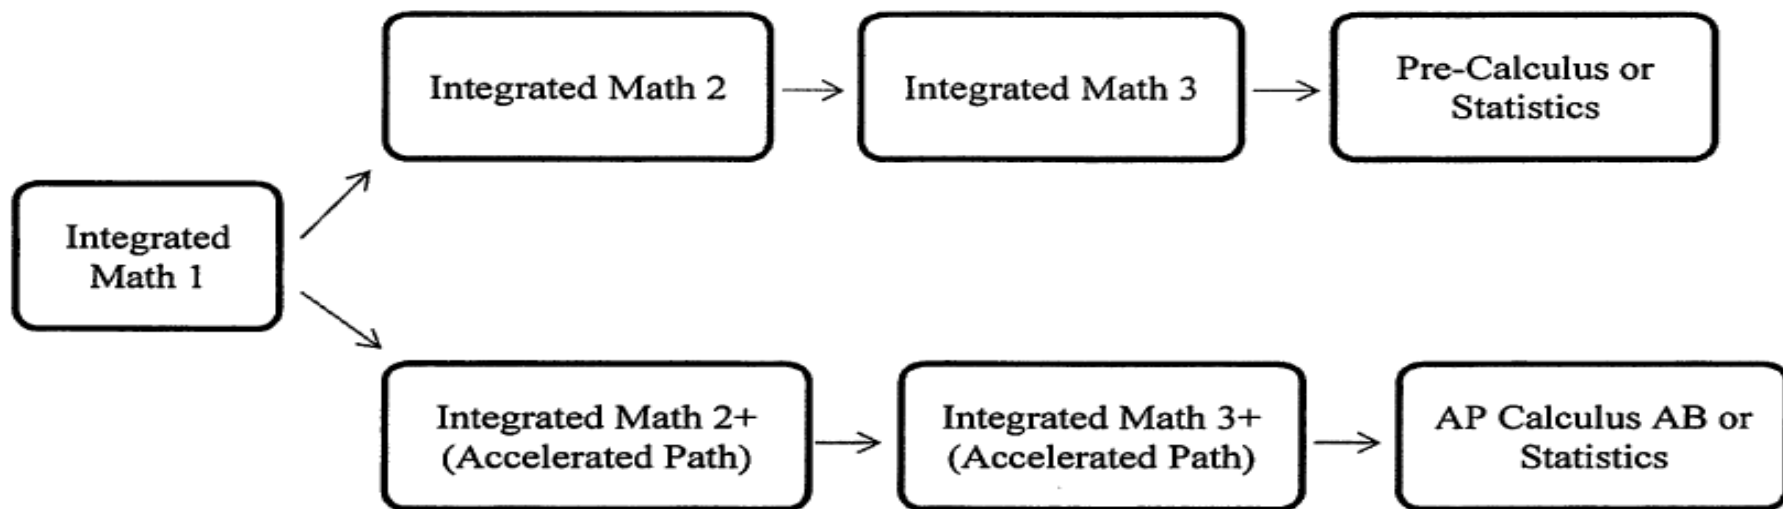 Integrated Math 2
Integrated Math 3
Pre-Calculus or
Statistics
Integrated
Math 1
Integrated Math 2+
(Accelerated Path)
Integrated Math 3+
(Accelerated Path)
AP Calculus AB or
Statistics